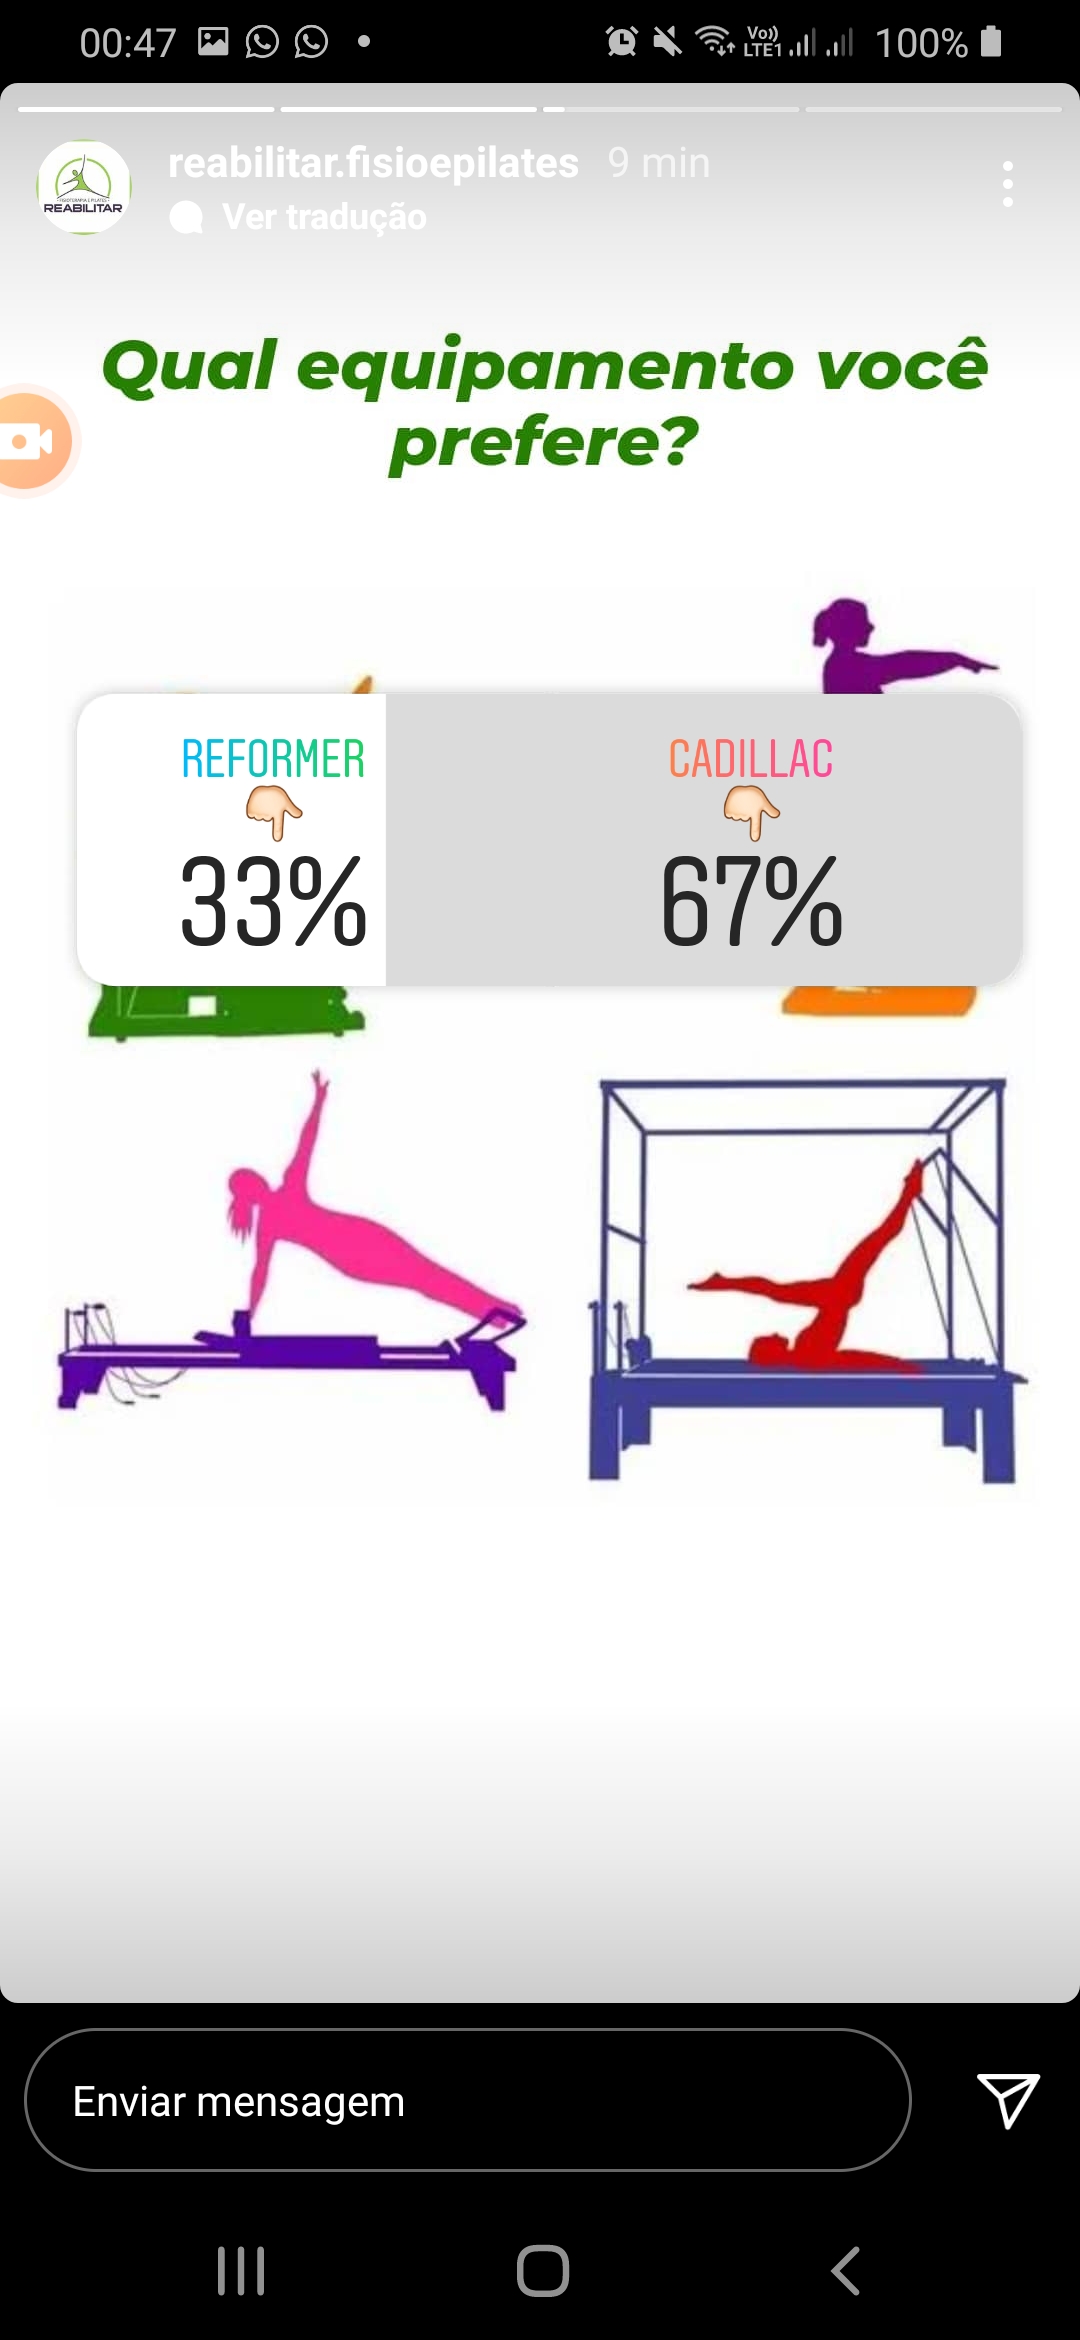 00:47
Vo))
LTE1
100%
reabilitar.fisioepilates 9 min
REABILITAR
Ver tradução
Qual equipamento você
prefere?
REFORMER
CADILLAC
33%
67%
Enviar mensagem